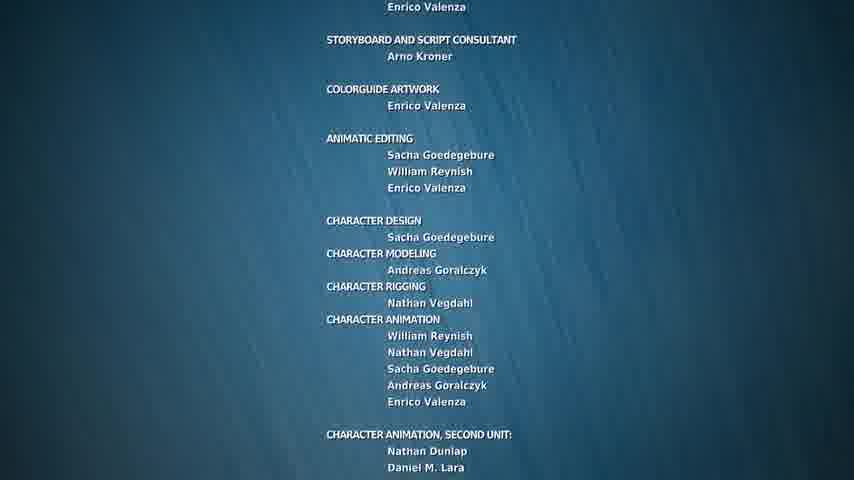 Enrico Valenza
STORYBOARD AND SCRIPT CONSULTANT
Arno Kroner
COLORGUIDE ARTWORK
Enrico Valenza
ANIMATIC EDITING
Sacha Goedegebure
William Reynish
Enrico Valenza
CHARACTER DESIGN
Sacha Goedegebure
CHARACTER MODELING
Andreas Goralczyk
CHARACTER RIGGING
Nathan Vegdahl
CHARACTER ANIMATION
William Reynish
Nathan Vegdahl
Sacha Goedegebure
Andreas Goralczyk
Enrico Valenza
CHARACTER ANIMATION, SECOND UNIT:
Nathan Dunlap
Daniel M. Lara